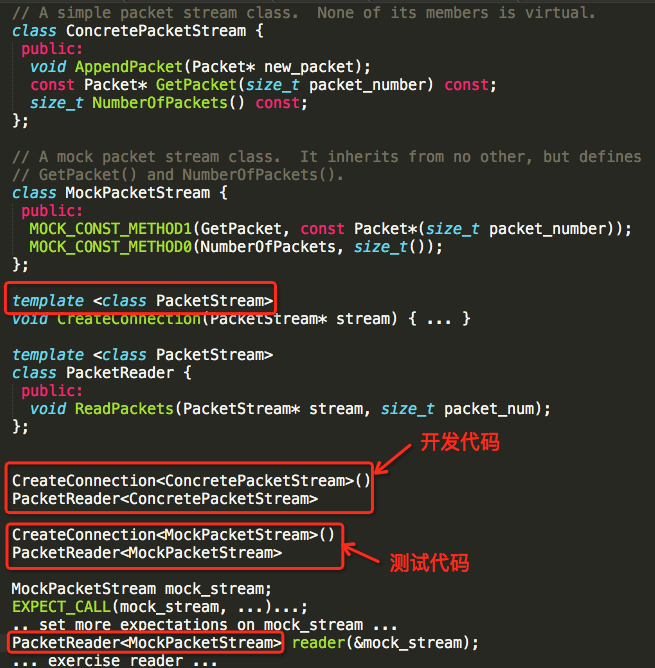 // A simple packet stream class.  None of its members is virtual.
class ConcretePacketStream {
 public:
  void AppendPacket(Packet* new_packet);
  const Packet* GetPacket(size_t packet_number) const;
  size_t NumberOfPackets() const;
};
// A mock packet stream class.  It inherits from no other, but defines
// GetPacket() and NumberOfPackets().
class MockPacketStream {
 public:
  MOCK_CONST_METHOD1(GetPacket, const Packet*(size_t packet_number));
  MOCK_CONST_METHOD0(NumberOfPackets, size_t());
};
template <class PacketStream>
void CreateConnection(PacketStream* stream) { ... }
template <class PacketStream>
class PacketReader {
 public:
  void ReadPackets(PacketStream* stream, size_t packet_num);
};
开发代码
CreateConnection<ConcretePacketStream>()
PacketReader<ConcretePacketStream>
CreateConnection<MockPacketStream>()
PacketReader<MockPacketStream>
测试代码
MockPacketStream mock_stream;
EXPECT_CALL(mock_stream, ...)...;
.. set more expectations on mock_stream ...
PacketReader<MockPacketStream> reader(&mock_stream);
... exercise reader ...